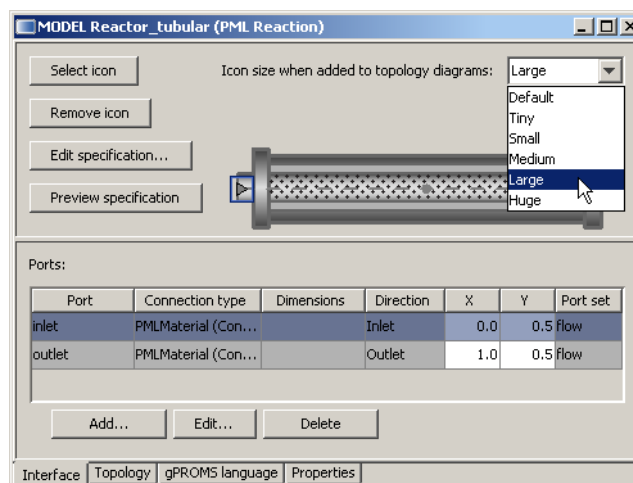 MODEL Reactor_tubular (PML Reaction)
Select icon
Icon size when added to topology diagrams: Large
Default
Remove icon
Tiny
Small
Edit specification...
Medium
Large
Preview specification
Huge
Ports:
Port Connection type Dimensions Direction X Y Port set
inlet PMLMaterial (Con... Inlet 0.0 0.5 flow
outlet PMLMaterial (Con... Outlet 1.0 0.5 flow
Add... Edit... Delete
Interface Topology gPROMS language Properties